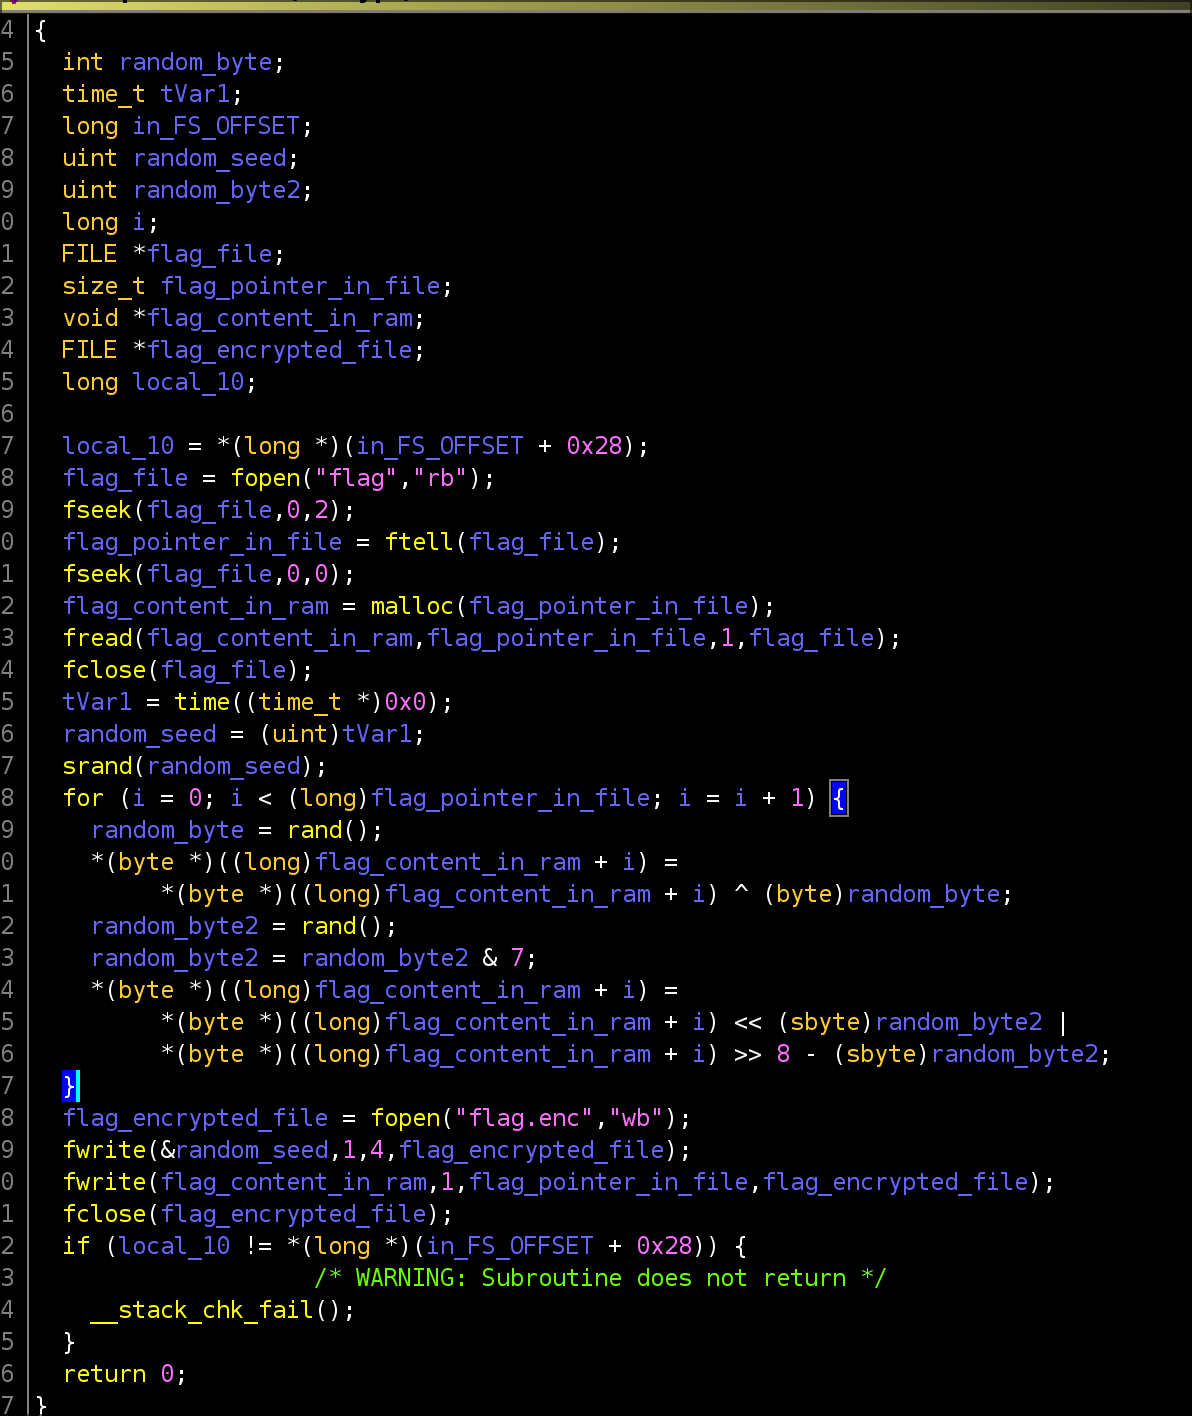 4 {
5 int random_byte;
6 time_t tVar1;
7 long in_FS_OFFSET;
8 uint random_seed;
9 uint random_byte2;
0 long i;
1 FILE *flag_file;
2 size_t flag_pointer_in_file;
3 void *flag_content_in_ram;
4 FILE *flag_encrypted_file;
5 long local_10;
6
7 local_10 = *(long *)(in_FS_OFFSET + 0x28);
8 flag_file = fopen("flag","rb");
9 fseek(flag_file,0,2);
0 flag_pointer_in_file = ftell(flag_file);
1 fseek(flag_file,0,0);
2 flag_content_in_ram = malloc(flag_pointer_in_file);
3 fread(flag_content_in_ram,flag_pointer_in_file,1,flag_file);
4 fclose(flag_file);
5 tVar1 = time((time_t *)0x0);
6 random_seed = (uint)tVar1;
7 srand(random_seed);
8 for (i = 0; i < (long)flag_pointer_in_file; i = i + 1) {
9 random_byte = rand();
0 *(byte *)((long)flag_content_in_ram + i) =
1 *(byte *)((long)flag_content_in_ram + i) ^ (byte)random_byte;
2 random_byte2 = rand();
3 random_byte2 = random_byte2 & 7;
4 *(byte *)((long)flag_content_in_ram + i) =
5 *(byte *)((long)flag_content_in_ram + i) << (sbyte)random_byte2 |
6 *(byte *)((long)flag_content_in_ram + i) >> 8 - (sbyte)random_byte2;
7 }
8 flag_encrypted_file = fopen("flag.enc","wb");
9 fwrite(&random_seed,1,4,flag_encrypted_file);
0 fwrite(flag_content_in_ram,1,flag_pointer_in_file,flag_encrypted_file);
1 fclose(flag_encrypted_file);
2 if (local_10 != *(long *)(in_FS_OFFSET + 0x28)) {
3 /* WARNING: Subroutine does not return */
4 __stack_chk_fail();
5 }
6 return 0;
7 }